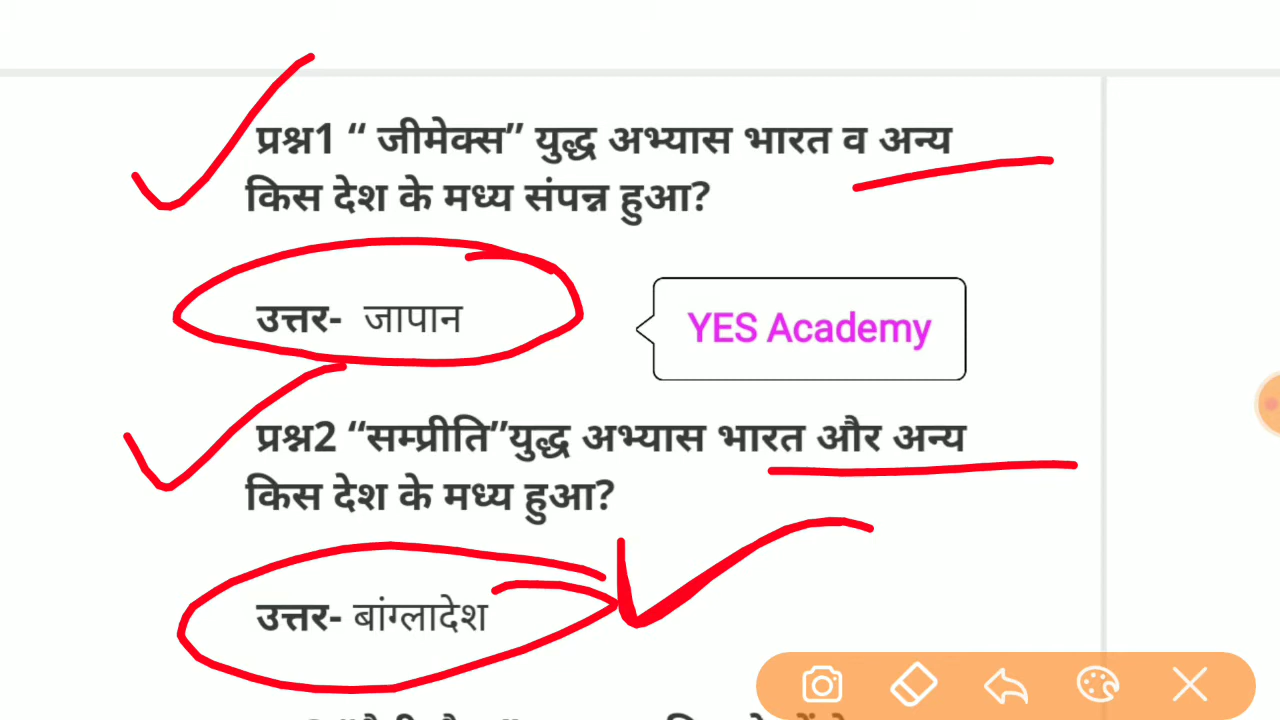 प्रश्न1 “ जीमेक्स” युद्ध अभ्यास भारत व अन्य
किस देश के मध्य संपन्न हुआ?
उत्तर- जापान
YES Academy
प्रश्न2 “सम्प्रीति”युद्ध अभ्यास भारत और अन्य
किस देश के मध्य हुआ?
उत्तर- बांग्लादेश